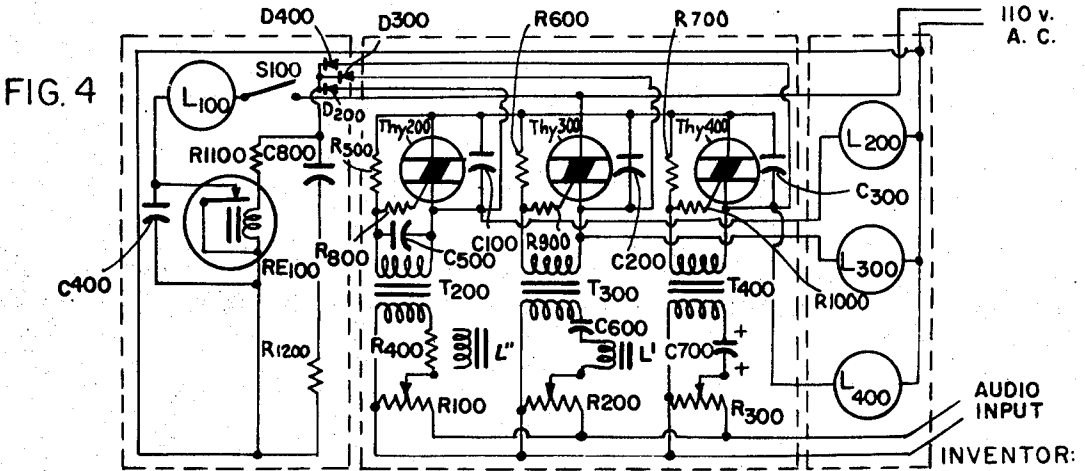 D400
D300
R600
R700
110 v.
A. C.
FIG. 4
L100
S100
D200
Thy200
Thy300
Thy400
L200
R1100
C800
R500
C300
C400
RE100
R800
C500
C100
R900
C200
R1000
L300
T200
T300
T400
R1200
R400
L"
C600
L'
C700
+
+
L400
R100
R200
R300
AUDIO
INPUT
INVENTOR: